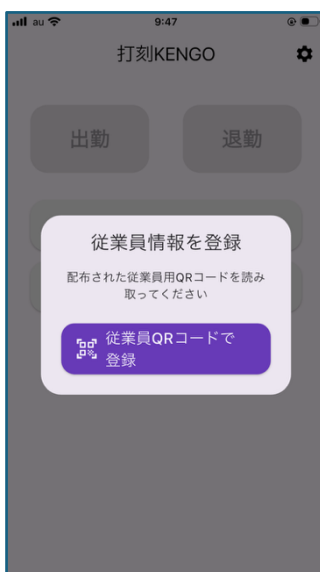 au 9:47
打刻KENGO
出勤 退勤
従業員情報を登録
配布された従業員用QRコードを読み
取ってください
従業員QRコードで
登録